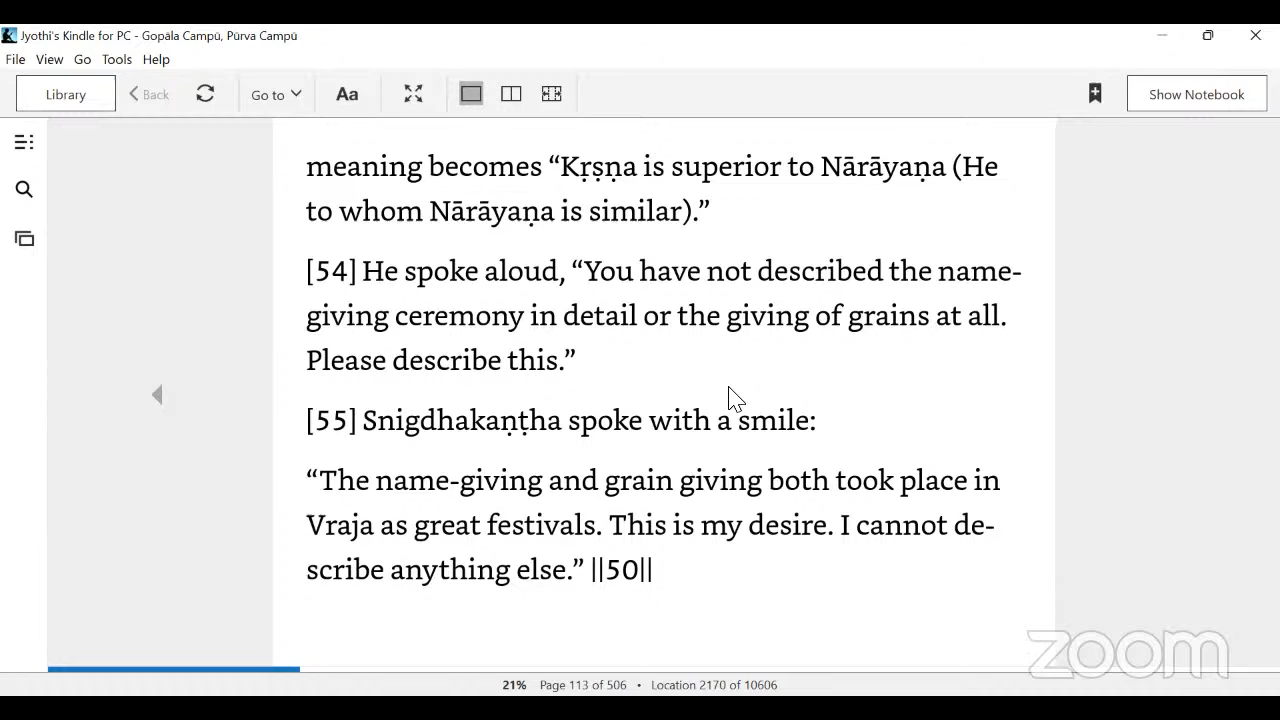 Jyothi's Kindle for PC - Gopāla Campū, Pūrva Campū
File View Go Tools Help
Library Back Go to Aa Show Notebook
meaning becomes “Kṛṣṇa is superior to Nārāyaṇa (He
to whom Nārāyaṇa is similar).”
[54] He spoke aloud, “You have not described the name-
giving ceremony in detail or the giving of grains at all.
Please describe this.”
[55] Snigdhakaṇṭha spoke with a smile:
“The name-giving and grain giving both took place in
Vraja as great festivals. This is my desire. I cannot de-
scribe anything else.” ||50||
zoom
21% Page 113 of 506 • Location 2170 of 10606